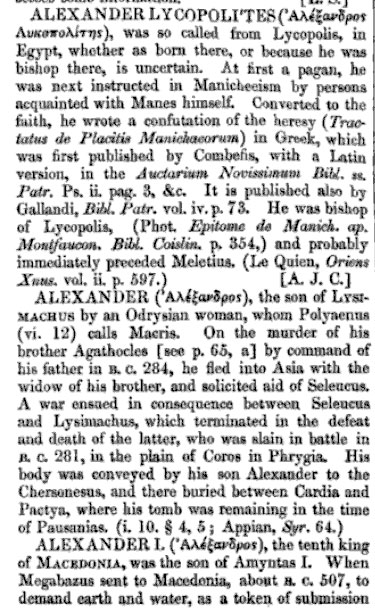 [L. S.]
ALEXANDER LYCOPOLI'TES (Ἀλέξανδρος
Λυκοπολίτης), was so called from Lycopolis, in
Egypt, whether as born there, or because he was
bishop there, is uncertain. At first a pagan, he
was next instructed in Manicheeism by persons
acquainted with Manes himself. Converted to the
faith, he wrote a confutation of the heresy (Trac-
tatus de Placitis Manichaeorum) in Greek, which
was first published by Combefis, with a Latin
version, in the Auctarium Novissimum Bibl. ss.
Patr. Ps. ii. pag. 3, &c. It is published also by
Gallandi, Bibl. Patr. vol. iv. p. 73. He was bishop
of Lycopolis, (Phot. Epitome de Manich. ap.
Montfaucon. Bibl. Coislin. p. 354,) and probably
immediately preceded Meletius. (Le Quien, Oriens
Xnus. vol. ii. p. 597.) [A. J. C.]
ALEXANDER (Ἀλέξανδρος), the son of LYSI-
MACHUS by an Odrysian woman, whom Polyaenus
(vi. 12) calls Macris. On the murder of his
brother Agathocles [see p. 65, a] by command of
his father in B. C. 284, he fled into Asia with the
widow of his brother, and solicited aid of Seleucus.
A war ensued in consequence between Seleucus
and Lysimachus, which terminated in the defeat
and death of the latter, who was slain in battle in
B. C. 281, in the plain of Coros in Phrygia. His
body was conveyed by his son Alexander to the
Chersonesus, and there buried between Cardia and
Pactya, where his tomb was remaining in the time
of Pausanias. (i. 10. § 4, 5; Appian, Syr. 64.)
ALEXANDER I. (Ἀλέξανδρος), the tenth king
of MACEDONIA, was the son of Amyntas I. When
Megabazus sent to Macedonia, about B. C. 507, to
demand earth and water, as a token of submission